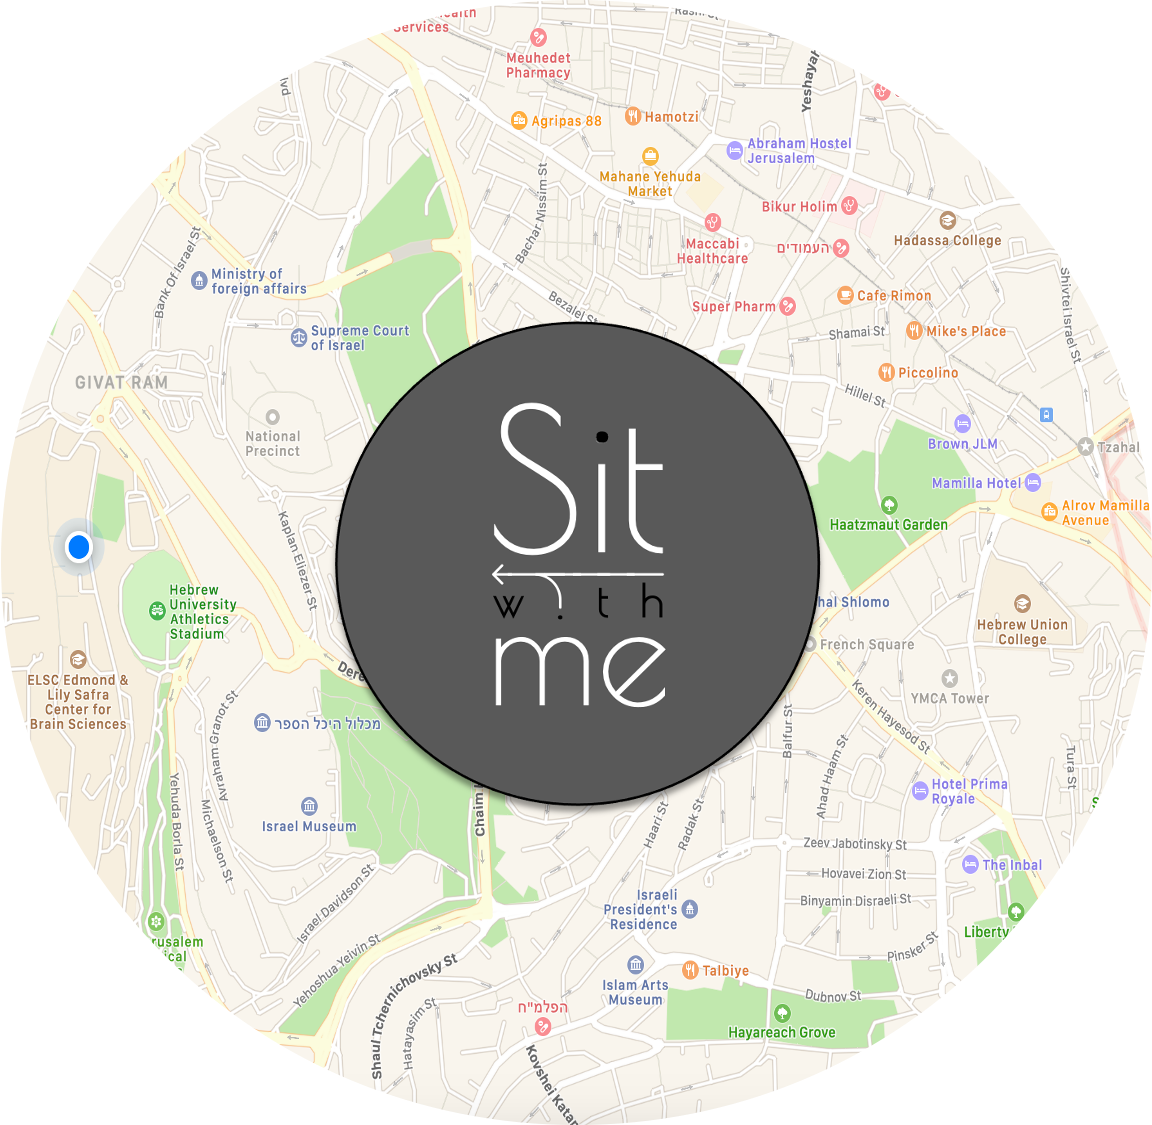 Services
Rashi St
Meuhedet
Pharmacy
Yeshayah
Agripas 88
Hamotzi
Abraham Hostel
Jerusalem
Mahane Yehuda
Market
Bachar Nissim St
Bikur Holim
Maccabi
Healthcare
העמודים
Hadassa College
Bank Of Israel St
Ministry of
foreign affairs
Bezalel St
Super Pharm
Cafe Rimon
Shivtei Israel St
Supreme Court
of Israel
Shamai St
Mike's Place
GIVAT RAM
Piccolino
Hillel St
National
Precinct
Brown JLM
Tzahal
Mamilla Hotel
Haatzmaut Garden
Alrov Mamilla
Avenue
Kaplan Eliezer St
Sit
with
me
Hebrew
University
Athletics
Stadium
hal Shlomo
Hebrew Union
College
French Square
ELSC Edmond &
Lily Safra
Center for
Brain Sciences
Dere
YMCA Tower
Avraham Granot St
מכלול היכל הספר
Keren Hayesod St
Balfur St
Ahad Haam St
Tura St
Yehuda Borla St
Michaelson St
Israel Museum
Chaim
Haari St
Radak St
Hotel Prima
Royale
Zeev Jabotinsky St
Hovavei Zion St
The Inbal
Binyamin Disraeli St
Israel Davidson St
Israeli
President's
Residence
Liberty
rusalem
ical
Yehoshua Yeivin St
Pinsker St
Shaul Tchernichovsky St
Islam Arts
Museum
Talbiye
Dubnov St
Hatayasim St
הפלמ"ח
Hayareach Grove
Kovshei Katar